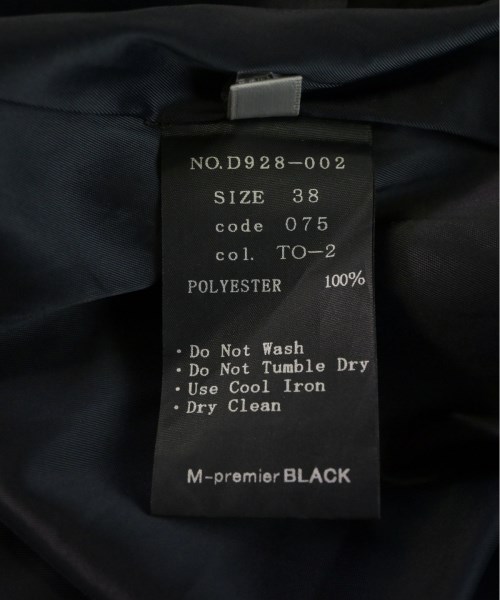 NO.D928-002
SIZE 38
code 075
col. TO-2
POLYESTER 100%
・Do Not Wash
・Do Not Tumble Dry
・Use Cool Iron
・Dry Clean
M-premier BLACK